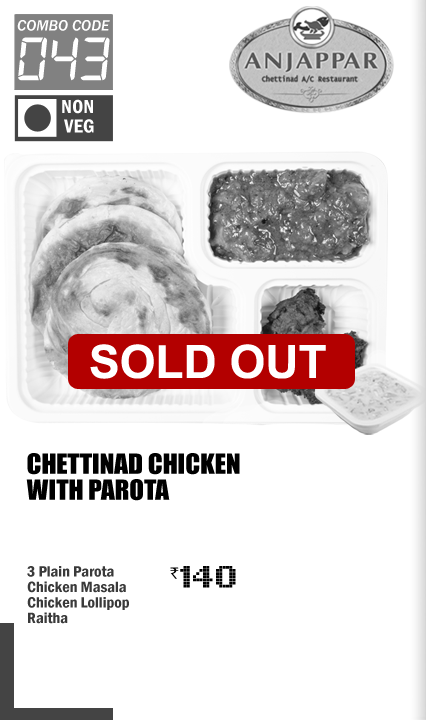 COMBO CODE
043
NON
VEG
ANJAPPAR
Chettinad A/C Restaurant
SOLD OUT
CHETTINAD CHICKEN
WITH PAROTA
3 Plain Parota
Chicken Masala
Chicken Lollipop
Raitha
₹140